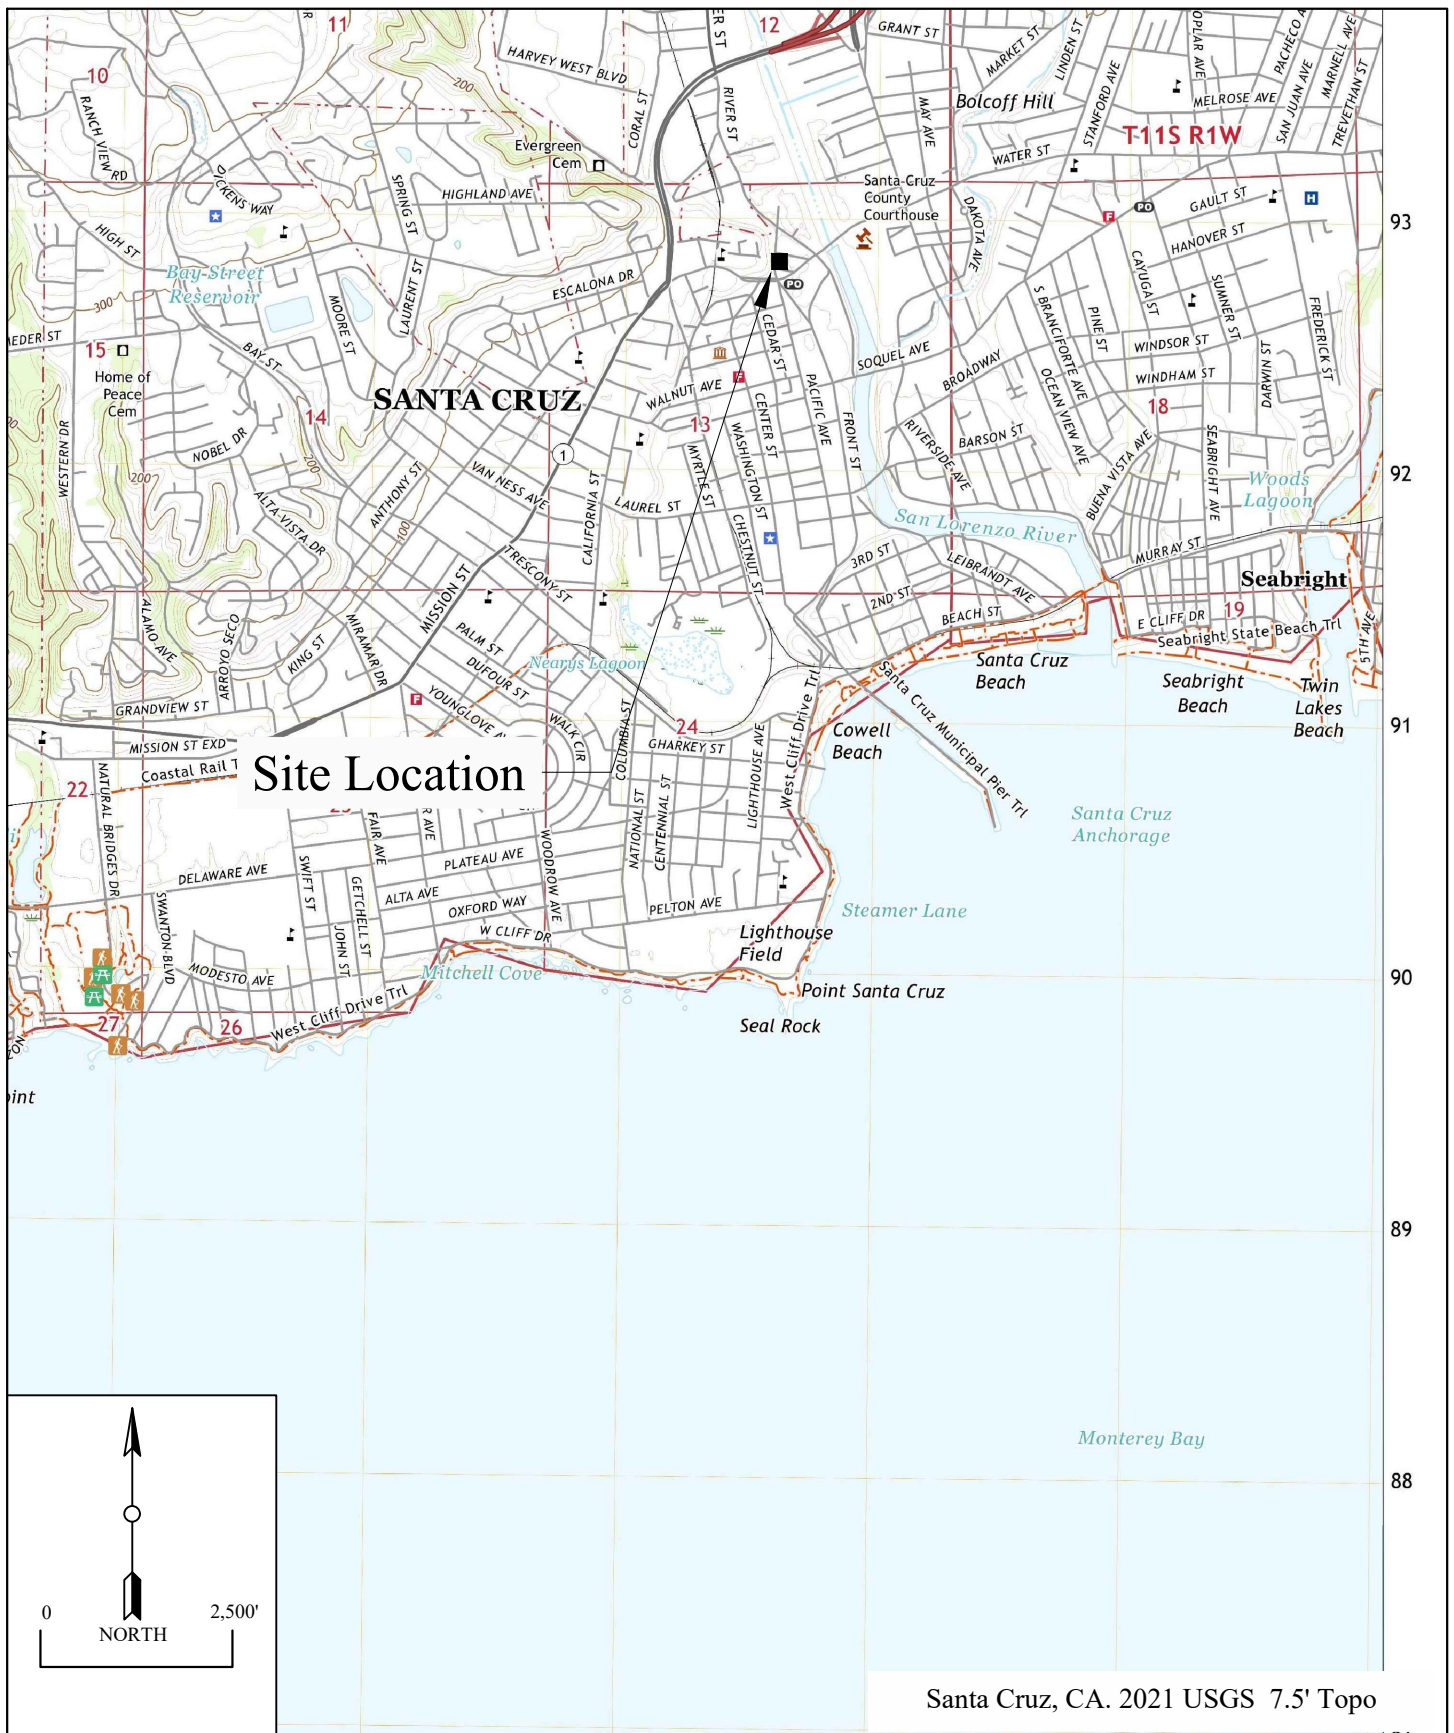 11
12
GRANT ST
MARKET ST
LINDEN ST
PACHECO A
MARNELL AVE
HARVEY WEST BLVD
10
200
CORAL ST
RIVER ST
MAY AVE
Bolcoff Hill
STANFORD AVE
MELROSE AVE
SAN JUAN AVE
TREVETHAN ST
RANCH VIEW RD
Evergreen
Cem
WATER ST
T11S R1W
DICKENS WAY
SPRING ST
HIGHLAND AVE
Santa Cruz
County
Courthouse
DAKOTA AVE
PO
F
GAULT ST
H
93
HIGH ST
HANOVER ST
Bay Street
Reservoir
300
MOORE ST
LAURENT ST
ESCALONA DR
PO
CAYUGA ST
SUMNER ST
S BRANCIFORTE AVE
PINE ST
FREDERICK ST
CEDAR ST
15
Home of
Peace
Cem
BAY ST
SOQUEL AVE
BROADWAY
WINDSOR ST
WINDHAM ST
DARWIN ST
OCEAN VIEW AVE
SANTA CRUZ
WALNUT AVE
F
PACIFIC AVE
14
13
CENTER ST
FRONT ST
18
WESTERN DR
NOBEL DR
200
WASHINGTON ST
RIVERSIDE AVE
BARSON ST
BUENA VISTA AVE
SEABRIGHT AVE
1
MYRTLE ST
200
ANTHONY ST
VAN NESS AVE
CALIFORNIA ST
LAUREL ST
92
Woods
Lagoon
ALTA VISTA DR
100
San Lorenzo River
CHESTNUT ST
3RD ST
LEIBRANDT AVE
MURRAY ST
TRESCONY ST
MISSION ST
2ND ST
Seabright
ALAMO AVE
ARROYO SECO
KING ST
MIRAMAR DR
PALM ST
DUFOUR ST
BEACH ST
19
E CLIFF DR
Seabright State Beach Trl
5TH AVE
Nearys Lagoon
Santa Cruz
Beach
Seabright
Beach
Twin
Lakes
Beach
GRANDVIEW ST
F
YOUNGLOVE AV
WALK CIR
COLUMBIA ST
24
West Cliff Drive Trl
Santa Cruz Municipal Pier Trl
Cowell
Beach
91
MISSION ST EXD
GHARKEY ST
LIGHTHOUSE AVE
Coastal Rail T
Site Location
22
NATURAL BRIDGES DR
NATIONAL ST
CENTENNIAL ST
Santa Cruz
Anchorage
FAIR AVE
R AVE
WOODROW AVE
PLATEAU AVE
DELAWARE AVE
SWIFT ST
GETCHELL ST
ALTA AVE
OXFORD WAY
PELTON AVE
Steamer Lane
SWANTON BLVD
JOHN ST
W CLIFF DR
Lighthouse
Field
MODESTO AVE
Mitchell Cove
90
Point Santa Cruz
27
26
West Cliff Drive Trl
Seal Rock
oint
89
Monterey Bay
88
0
2,500'
NORTH
Santa Cruz, CA. 2021 USGS 7.5' Topo